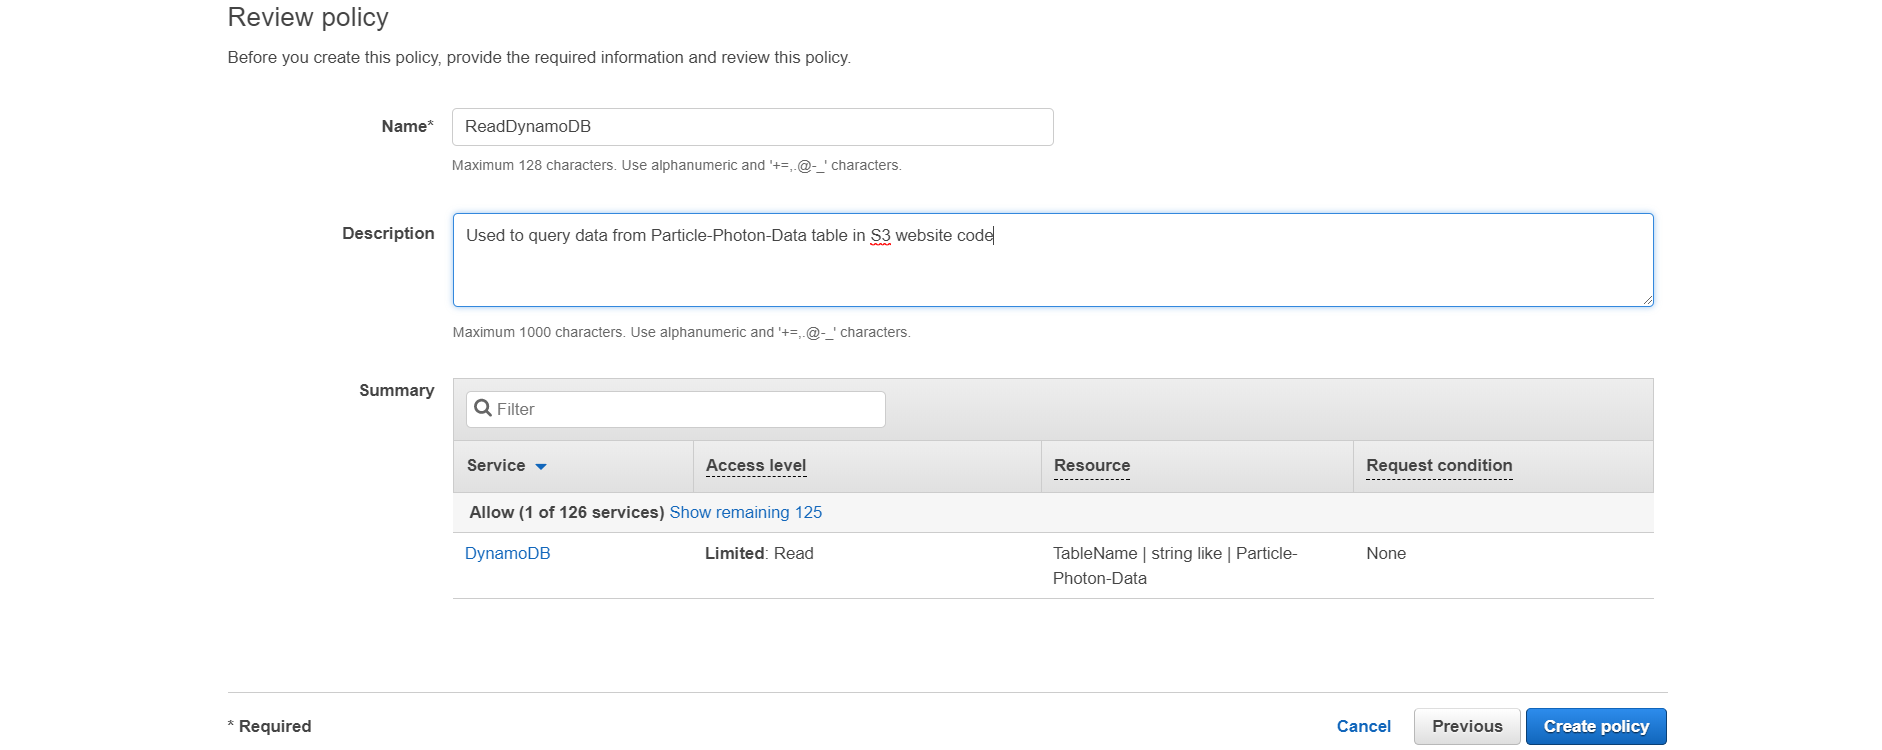 Review policy
Before you create this policy, provide the required information and review this policy.
Name*
ReadDynamoDB
Maximum 128 characters. Use alphanumeric and '+=,.@-_' characters.
Description
Used to query data from Particle-Photon-Data table in S3 website code
Maximum 1000 characters. Use alphanumeric and '+=,.@-_' characters.
Summary
Filter
Service Access level Resource Request condition
Allow (1 of 126 services) Show remaining 125
DynamoDB Limited: Read TableName | string like | Particle- None
Photon-Data
* Required
Cancel Previous Create policy